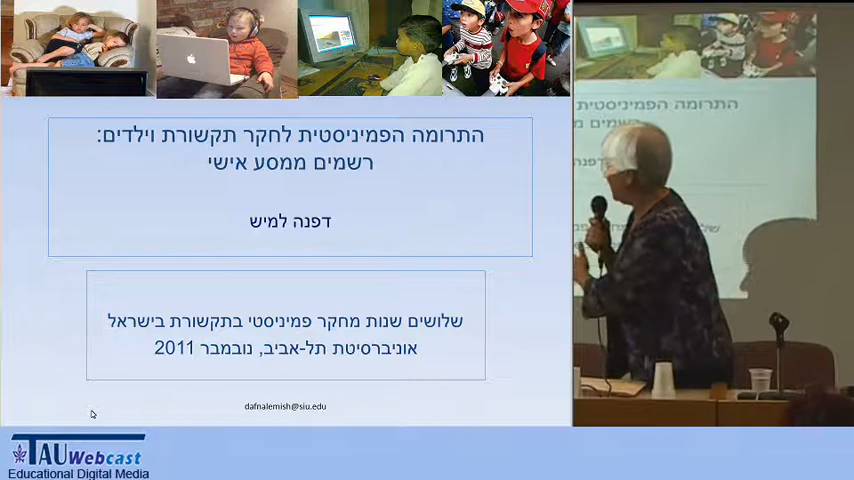 התרומה הפמיניסטית לחקר תקשורת וילדים:
רשמים ממסע אישי
דפנה למיש
שלושים שנות מחקר פמיניסטי בתקשורת בישראל
אוניברסיטת תל-אביב, נובמבר 2011
dafnalemish@siu.edu
התרומה הפמיניסטית
TAU Webcast
Educational Digital Media